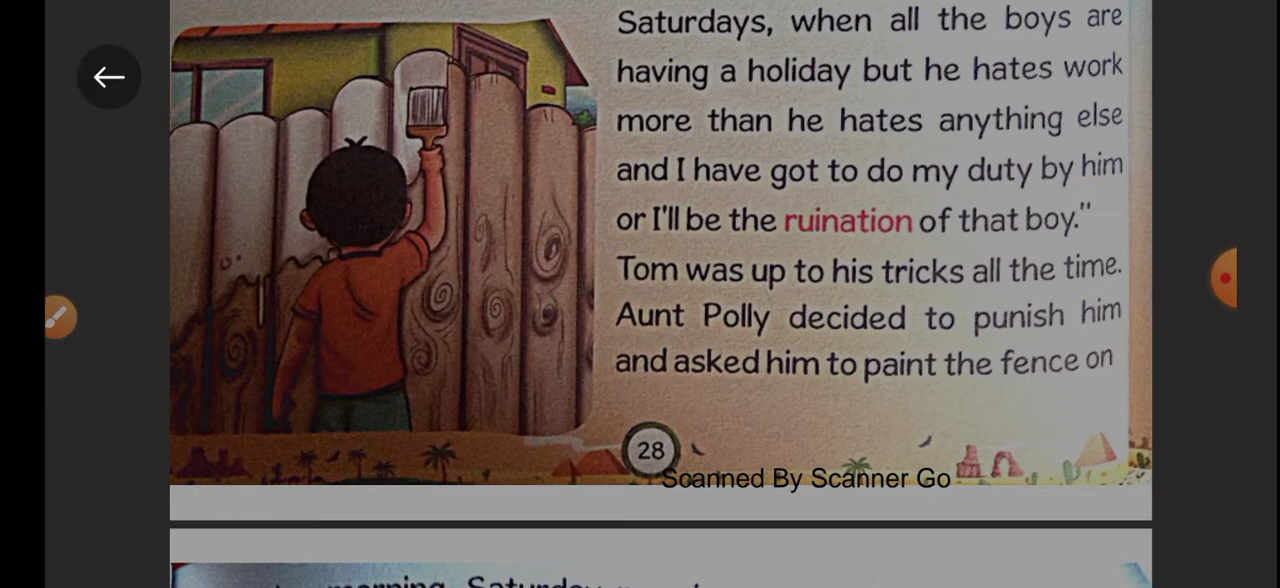 Saturdays, when all the boys are
having a holiday but he hates work
more than he hates anything else
and I have got to do my duty by him
or I'll be the ruination of that boy."
Tom was up to his tricks all the time.
Aunt Polly decided to punish him
and asked him to paint the fence on
28
Scanned By Scanner Go
morning, Saturday